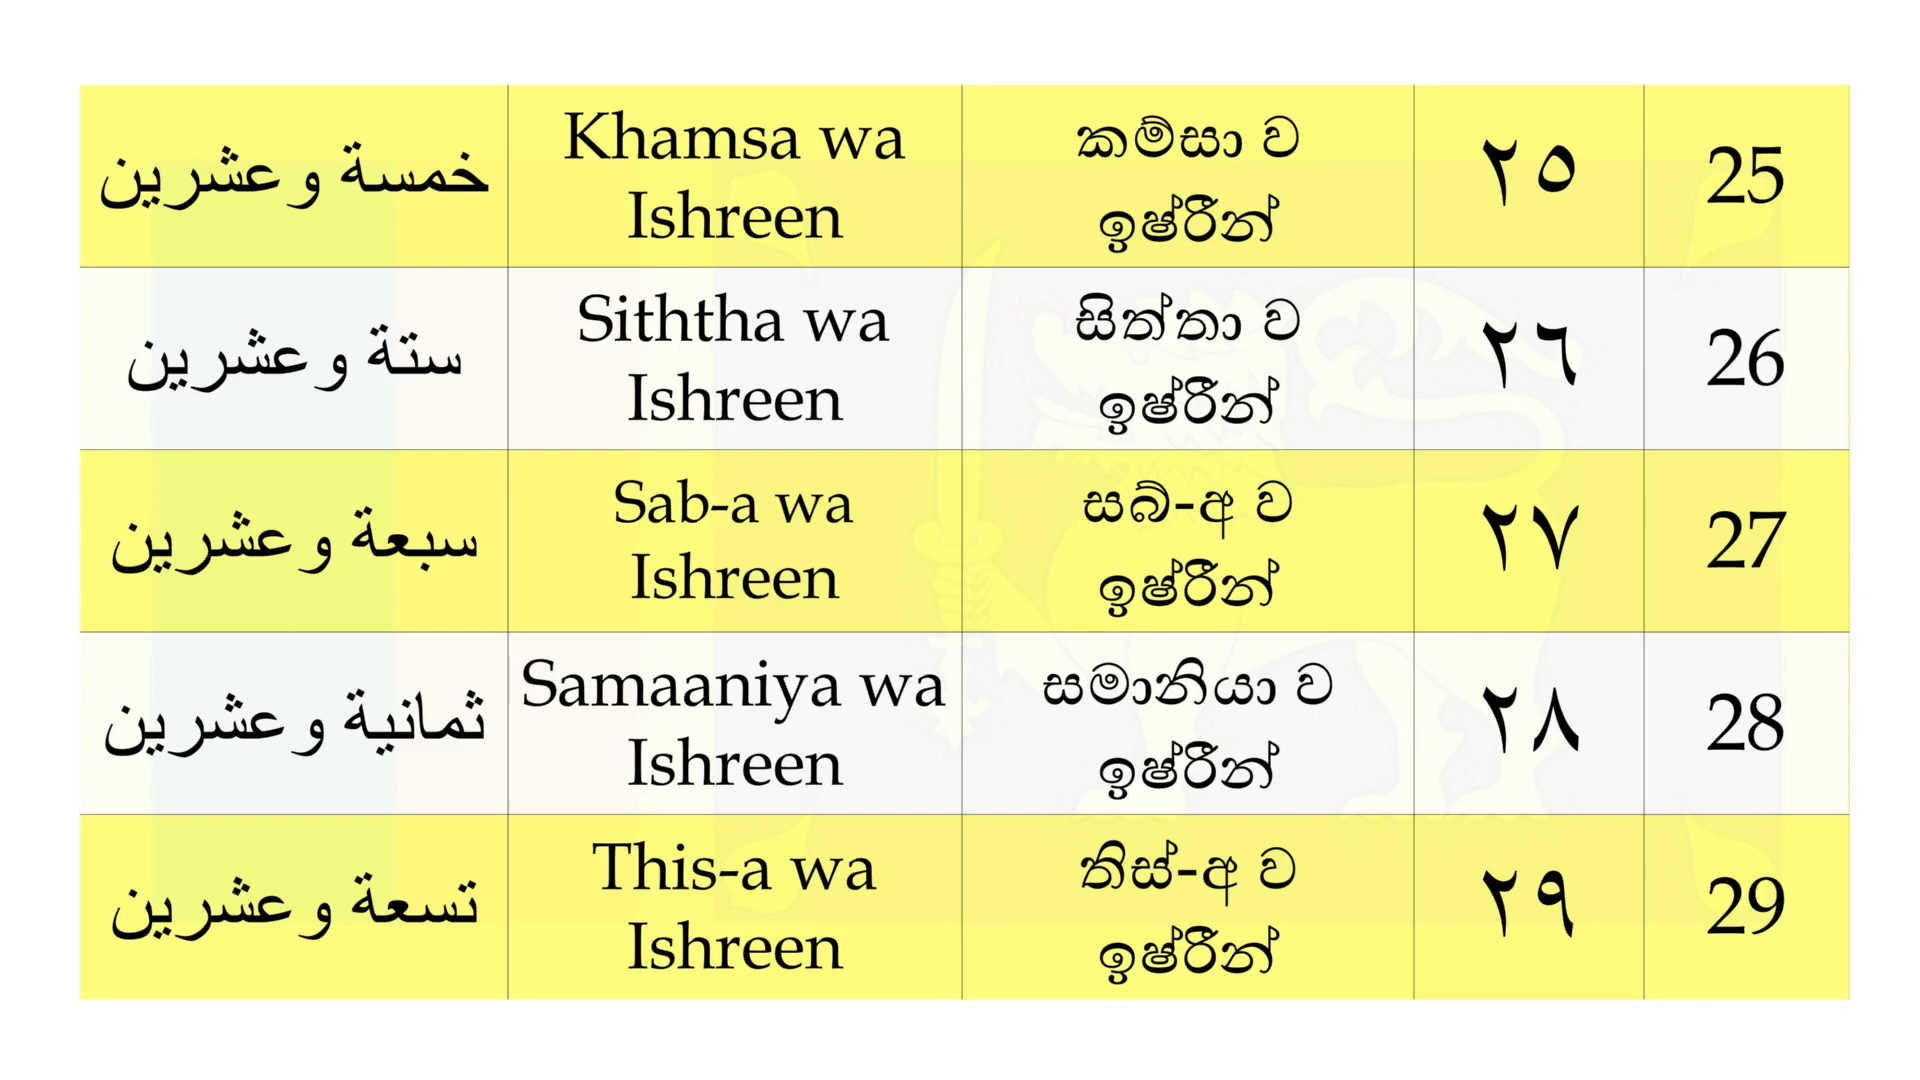 خمسة وعشرين
Khamsa wa
Ishreen
කම්සා ව
ඉෂ්රීන්
٢٥
25
ستة وعشرين
Siththa wa
Ishreen
සිත්තා ව
ඉෂ්රීන්
٢٦
26
سبعة وعشرين
Sab-a wa
Ishreen
සබ්-අ ව
ඉෂ්රීන්
٢٧
27
ثمانية وعشرين
Samaaniya wa
Ishreen
සමානියා ව
ඉෂ්රීන්
٢٨
28
تسعة وعشرين
This-a wa
Ishreen
තිස්-අ ව
ඉෂ්රීන්
٢٩
29